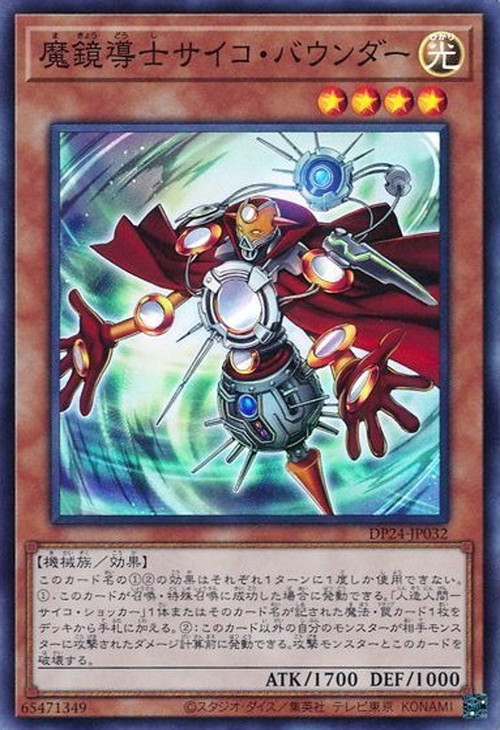 魔鏡導士サイコ・バウンダー 光
DP24-JP032
【機械族／効果】
このカード名の①②の効果はそれぞれ1ターンに1度しか使用できない。
①:このカードが召喚・特殊召喚に成功した場合に発動できる。「人造人間－
サイコ・ショッカー」1体またはそのカード名が記された魔法・罠カード1枚を
デッキから手札に加える。②:このカード以外の自分のモンスターが相手モンス
ターに攻撃されたダメージ計算前に発動できる。攻撃モンスターとこのカードを
破壊する。
ATK/1700 DEF/1000
65471349 ©スタジオ・ダイス／集英社 テレビ東京 KONAMI